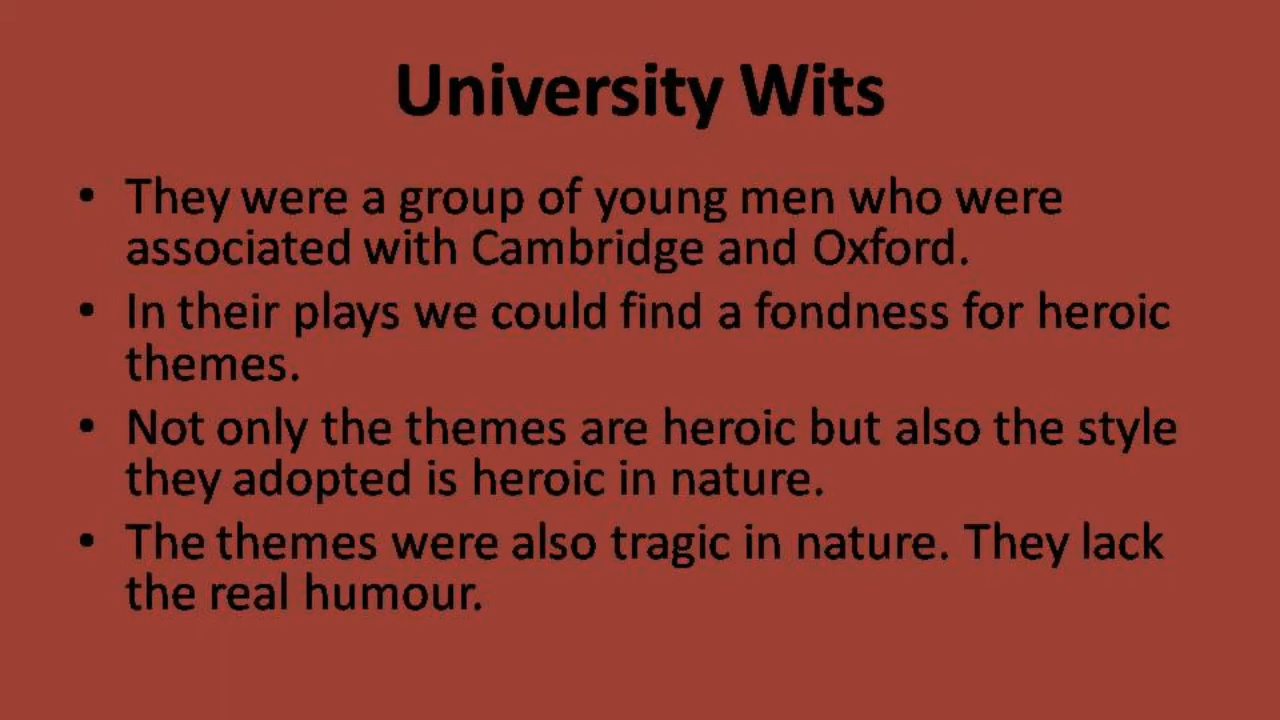 University Wits
• They were a group of young men who were
associated with Cambridge and Oxford.
• In their plays we could find a fondness for heroic
themes.
• Not only the themes are heroic but also the style
they adopted is heroic in nature.
• The themes were also tragic in nature. They lack
the real humour.